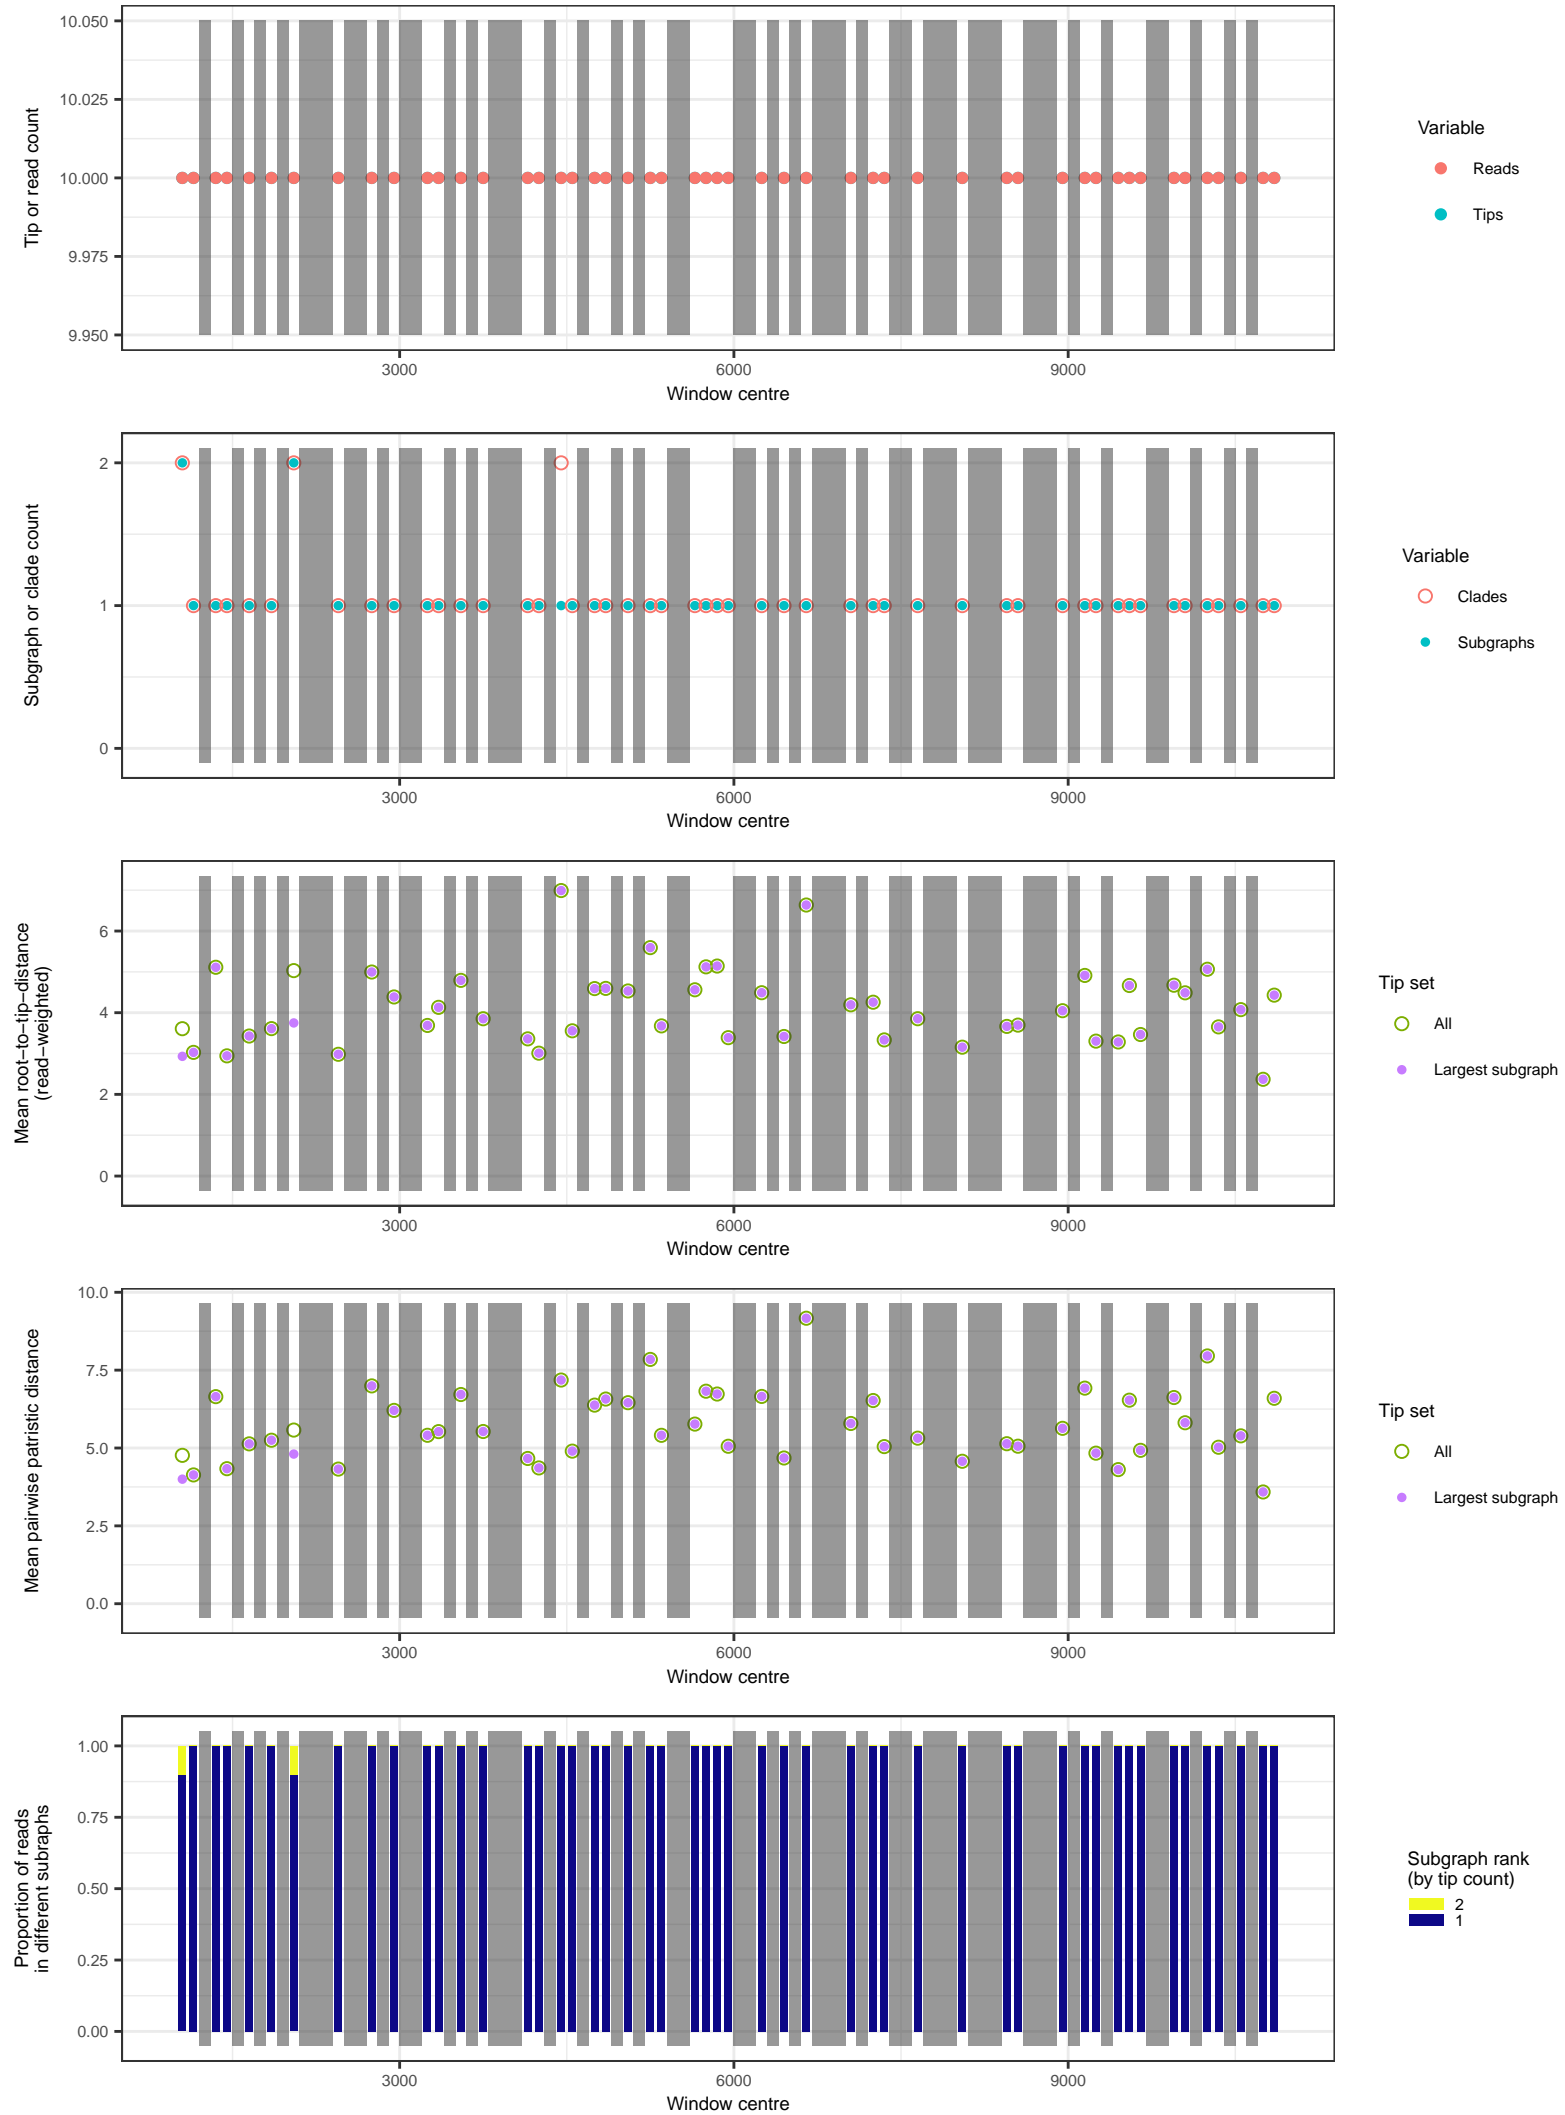 10.050
10.025
10.000
9.975
9.950
Tip or read count
3000
6000
9000
Window centre
Variable
Reads
Tips
2
1
0
Subgraph or clade count
3000
6000
9000
Window centre
Variable
Clades
Subgraphs
6
4
2
0
Mean root−to−tip−distance
(read−weighted)
3000
6000
9000
Window centre
Tip set
All
Largest subgraph
10.0
7.5
5.0
2.5
0.0
Mean pairwise patristic distance
3000
6000
9000
Window centre
Tip set
All
Largest subgraph
1.00
0.75
0.50
0.25
0.00
Proportion of reads
in different subraphs
3000
6000
9000
Window centre
Subgraph rank
(by tip count)
2
1